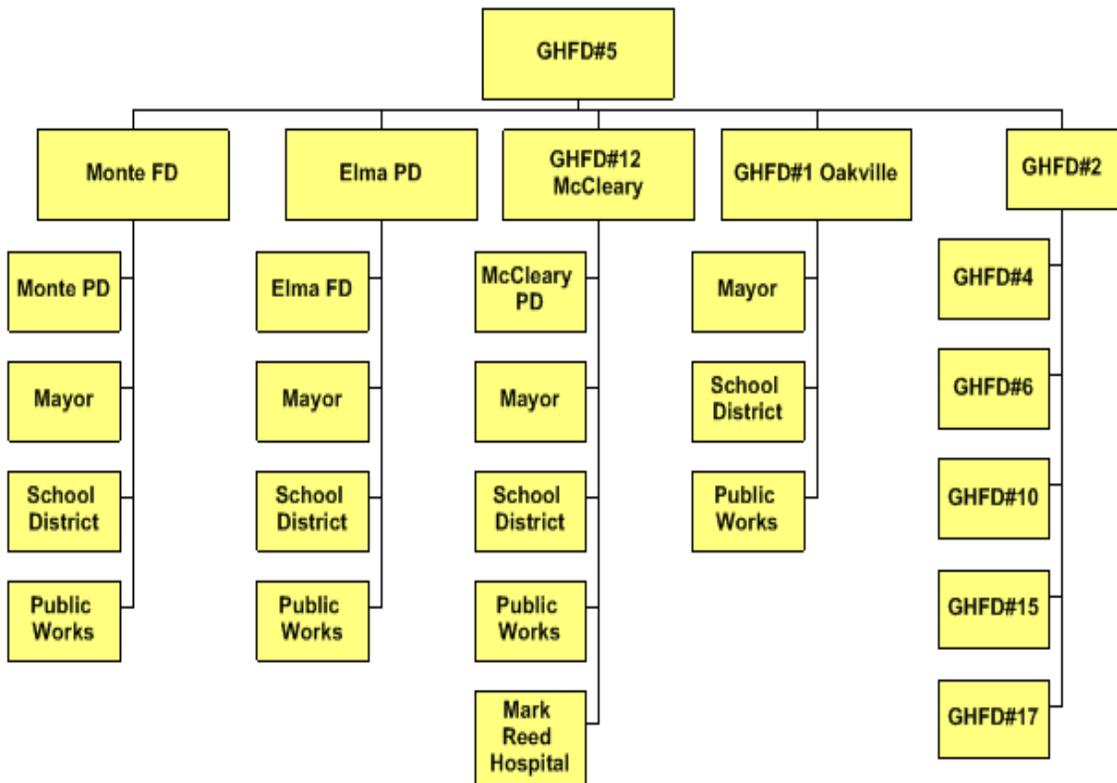 GHFD#5
Monte FD
Elma PD
GHFD#12
McCleary
GHFD#1 Oakville
GHFD#2
Monte PD
Mayor
School
District
Public
Works
Elma FD
Mayor
School
District
Public
Works
McCleary
PD
Mayor
School
District
Public
Works
Mark
Reed
Hospital
Mayor
School
District
Public
Works
GHFD#4
GHFD#6
GHFD#10
GHFD#15
GHFD#17